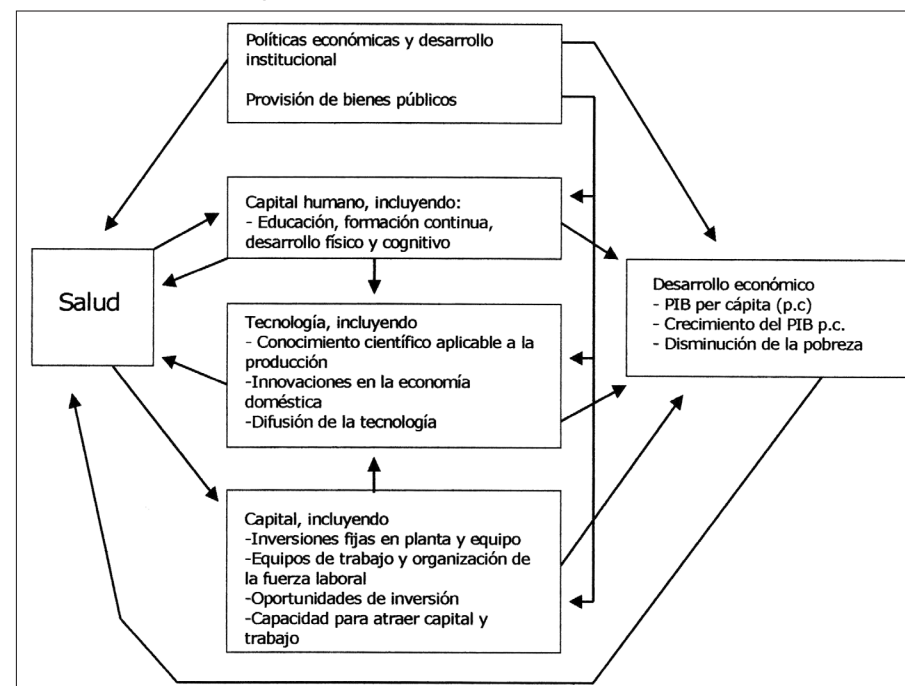 Políticas económicas y desarrollo
institucional
Provisión de bienes públicos
Capital humano, incluyendo:
- Educación, formación continua,
desarrollo físico y cognitivo
Salud
Tecnología, incluyendo
- Conocimiento científico aplicable a la
producción
-Innovaciones en la economía
doméstica
-Difusión de la tecnología
Capital, incluyendo
-Inversiones fijas en planta y equipo
-Equipos de trabajo y organización de
la fuerza laboral
-Oportunidades de inversión
-Capacidad para atraer capital y
trabajo
Desarrollo económico
- PIB per cápita (p.c)
- Crecimiento del PIB p.c.
- Disminución de la pobreza